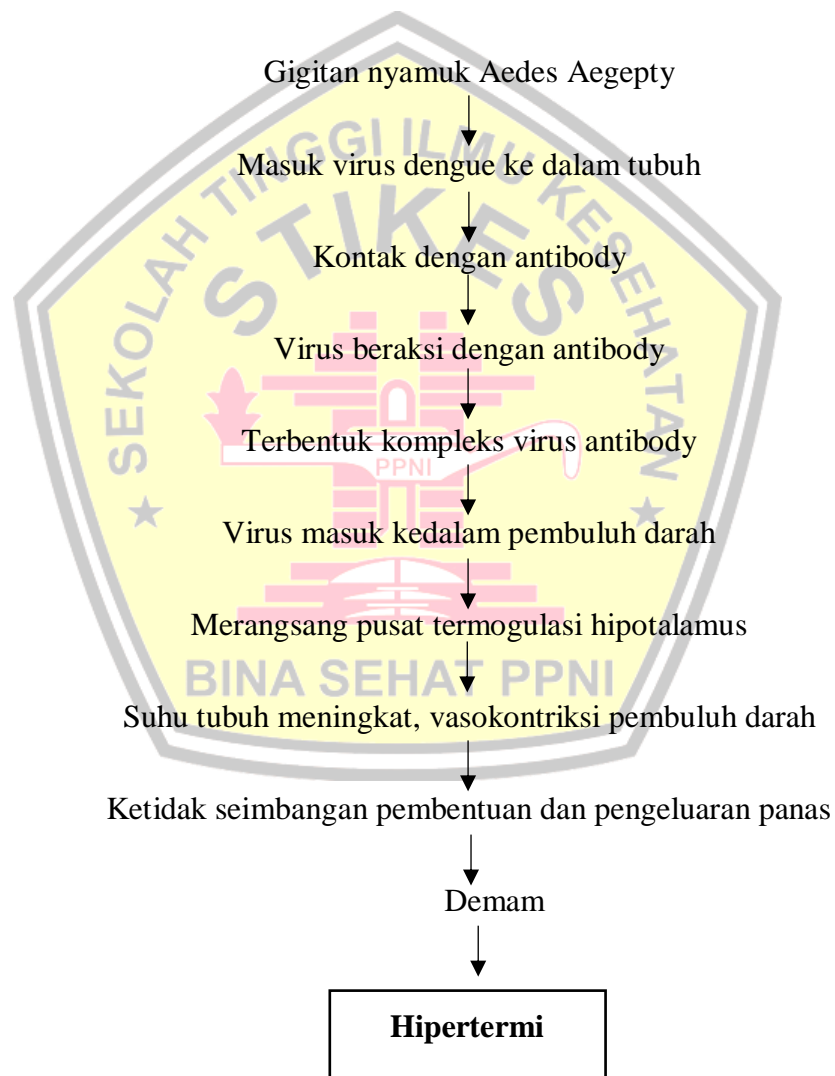 Gigitan nyamuk Aedes Aegepty
Masuk virus dengue ke dalam tubuh
Kontak dengan antibody
Virus beraksi dengan antibody
Terbentuk kompleks virus antibody
Virus masuk kedalam pembuluh darah
Merangsang pusat termogulasi hipotalamus
Suhu tubuh meningkat, vasokontriksi pembuluh darah
Ketidak seimbangan pembentuan dan pengeluaran panas
Demam
Hipertermi
SEKOLAH TINGGI ILMU KESEHATAN
STIKES
PPNI
BINA SEHAT PPNI